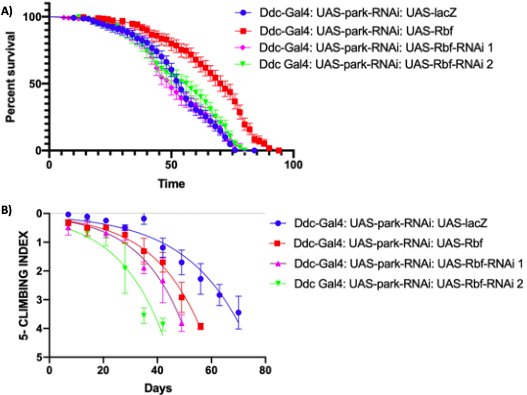 A)
Percent survival
100
50
0
0
50
100
Time
Ddc-Gal4: UAS-park-RNAi: UAS-lacZ
Ddc-Gal4: UAS-park-RNAi: UAS-Rbf
Ddc-Gal4: UAS-park-RNAi: UAS-Rbf-RNAi 1
Ddc Gal4: UAS-park-RNAi: UAS-Rbf-RNAi 2
B)
5- CLIMBING INDEX
0
1
2
3
4
5
0
20
40
60
80
Days
Ddc-Gal4: UAS-park-RNAi: UAS-lacZ
Ddc-Gal4: UAS-park-RNAi: UAS-Rbf
Ddc-Gal4: UAS-park-RNAi: UAS-Rbf-RNAi 1
Ddc Gal4: UAS-park-RNAi: UAS-Rbf-RNAi 2